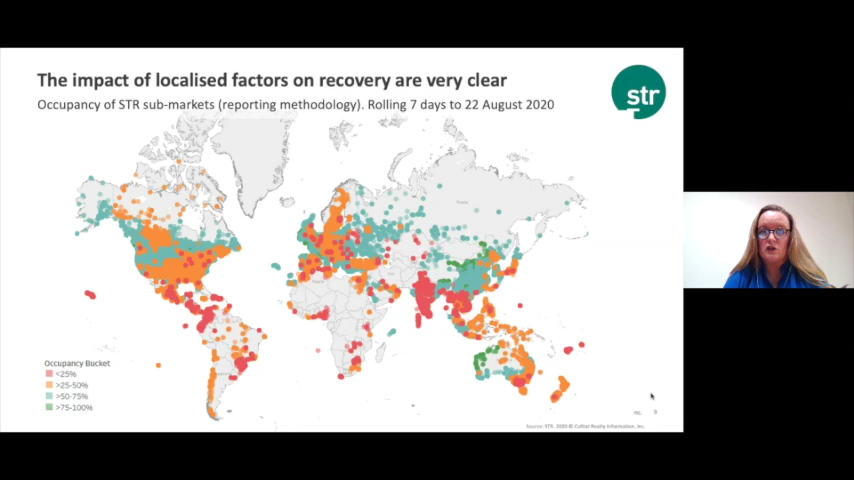 The impact of localised factors on recovery are very clear
Occupancy of STR sub-markets (reporting methodology). Rolling 7 days to 22 August 2020
str
Occupancy Bucket
<25%
>25-50%
>50-75%
>75-100%
inc. 9
Source: STR. 2020 © CoStar Realty Information, Inc.